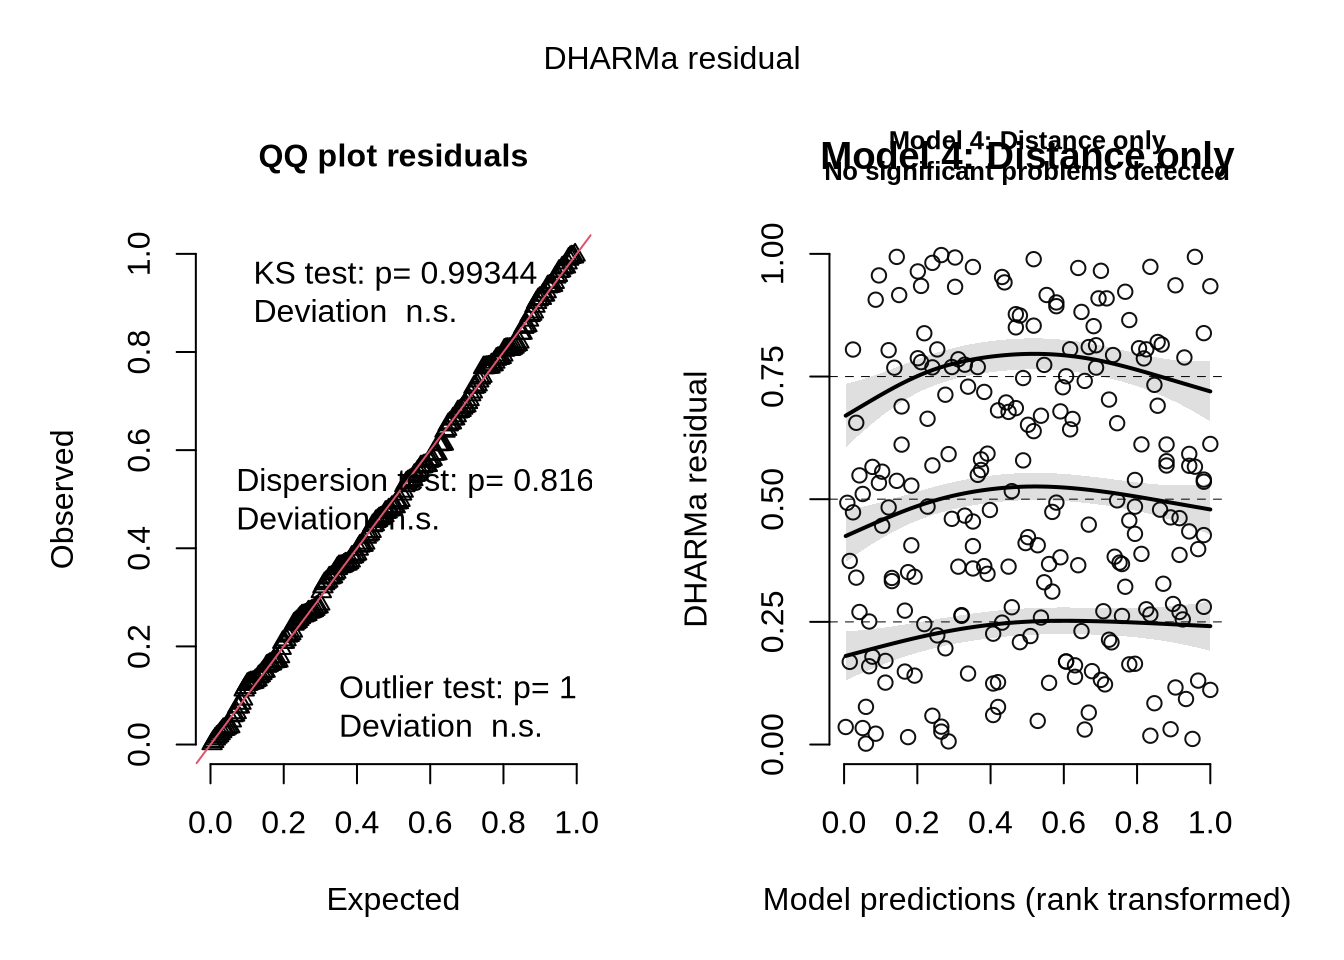 DHARMa residual
QQ plot residuals
KS test: p= 0.99344
Deviation  n.s.
Dispersion test: p= 0.816
Deviation n.s.
Outlier test: p= 1
Deviation  n.s.
Observed
0.0 0.2 0.4 0.6 0.8 1.0
0.0 0.2 0.4 0.6 0.8 1.0
Expected
Model 4: Distance only
Model 4: Distance only
No significant problems detected
DHARMa residual
0.00 0.25 0.50 0.75 1.00
0.0 0.2 0.4 0.6 0.8 1.0
Model predictions (rank transformed)